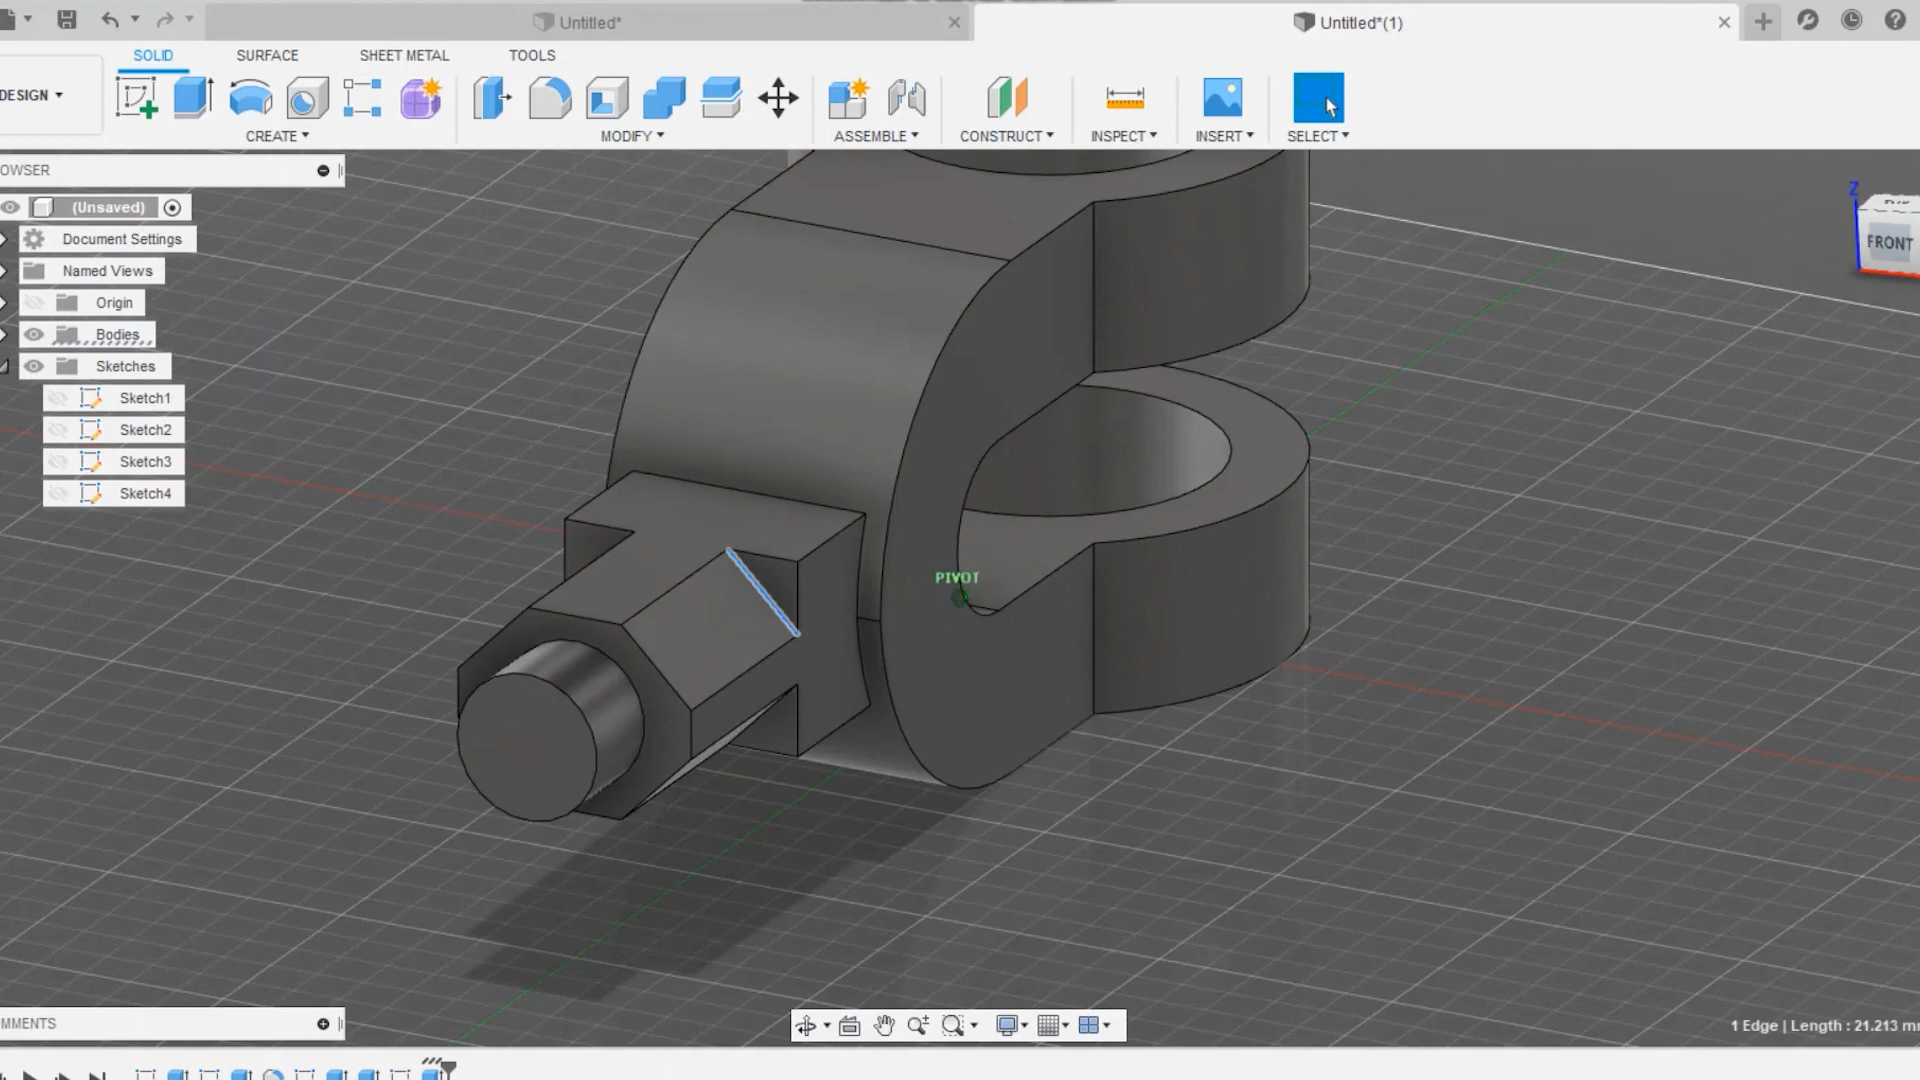 Untitled*
Untitled*(1)
SOLID SURFACE SHEET METAL TOOLS
DESIGN
CREATE MODIFY ASSEMBLE CONSTRUCT INSPECT INSERT SELECT
OWSER
(Unsaved)
Document Settings
Named Views
Origin
Bodies
Sketches
Sketch1
Sketch2
Sketch3
Sketch4
Z
FRONT
PIVOT
MMENTS
1 Edge | Length : 21.213 m